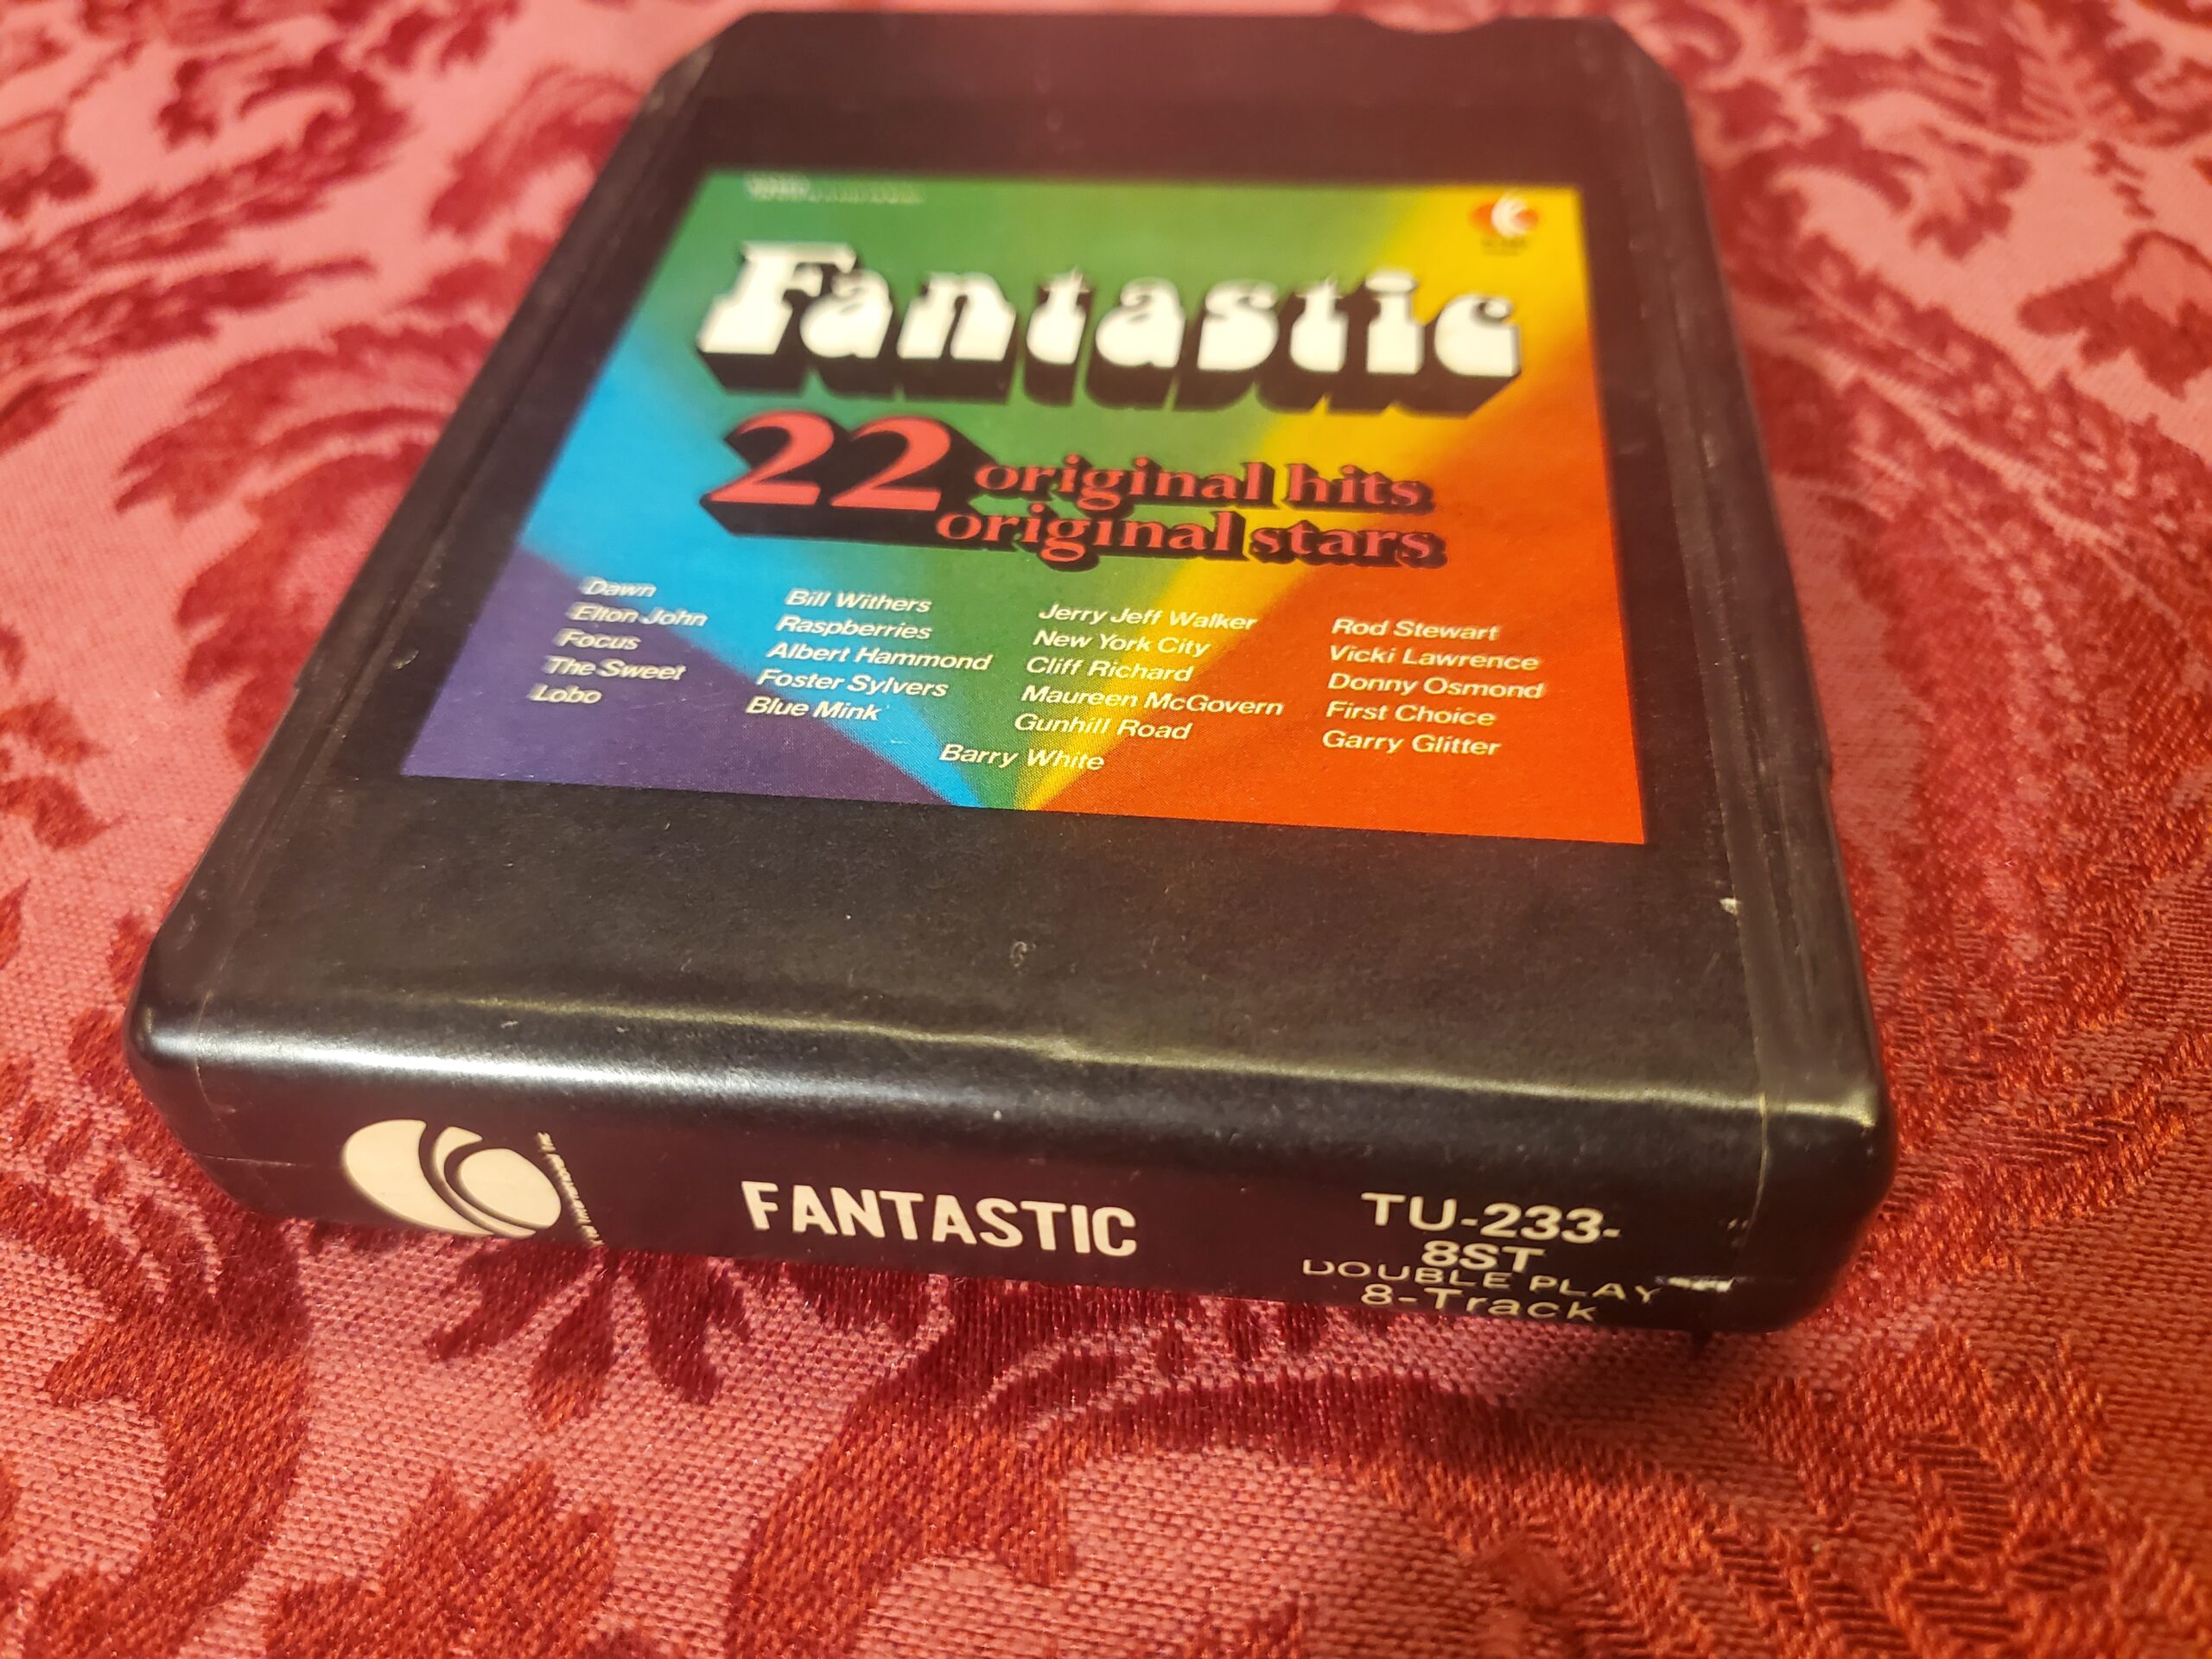 Fantastic
22 original hits
original stars
Dawn
Elton John
Focus
The Sweet
Lobo
Bill Withers
Raspberries
Albert Hammond
Foster Sylvers
Blue Mink
Jerry Jeff Walker
New York City
Cliff Richard
Maureen McGovern
Gunhill Road
Rod Stewart
Vicki Lawrence
Donny Osmond
First Choice
Garry Glitter
Barry White
FANTASTIC
TU-233-
8ST
DOUBLE PLAY
8-Track